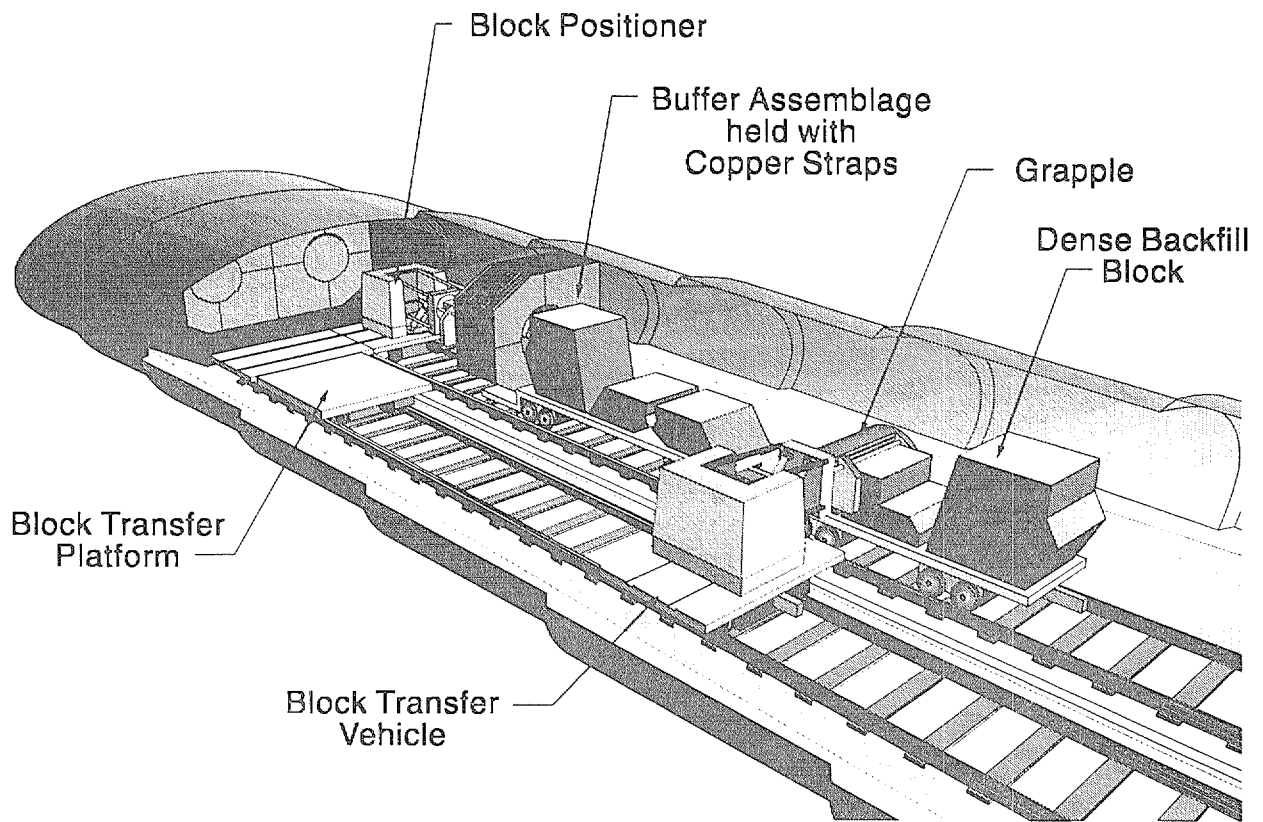 Block Positioner
Buffer Assemblage
held with
Copper Straps
Grapple
Dense Backfill
Block
Block Transfer
Platform
Block Transfer
Vehicle